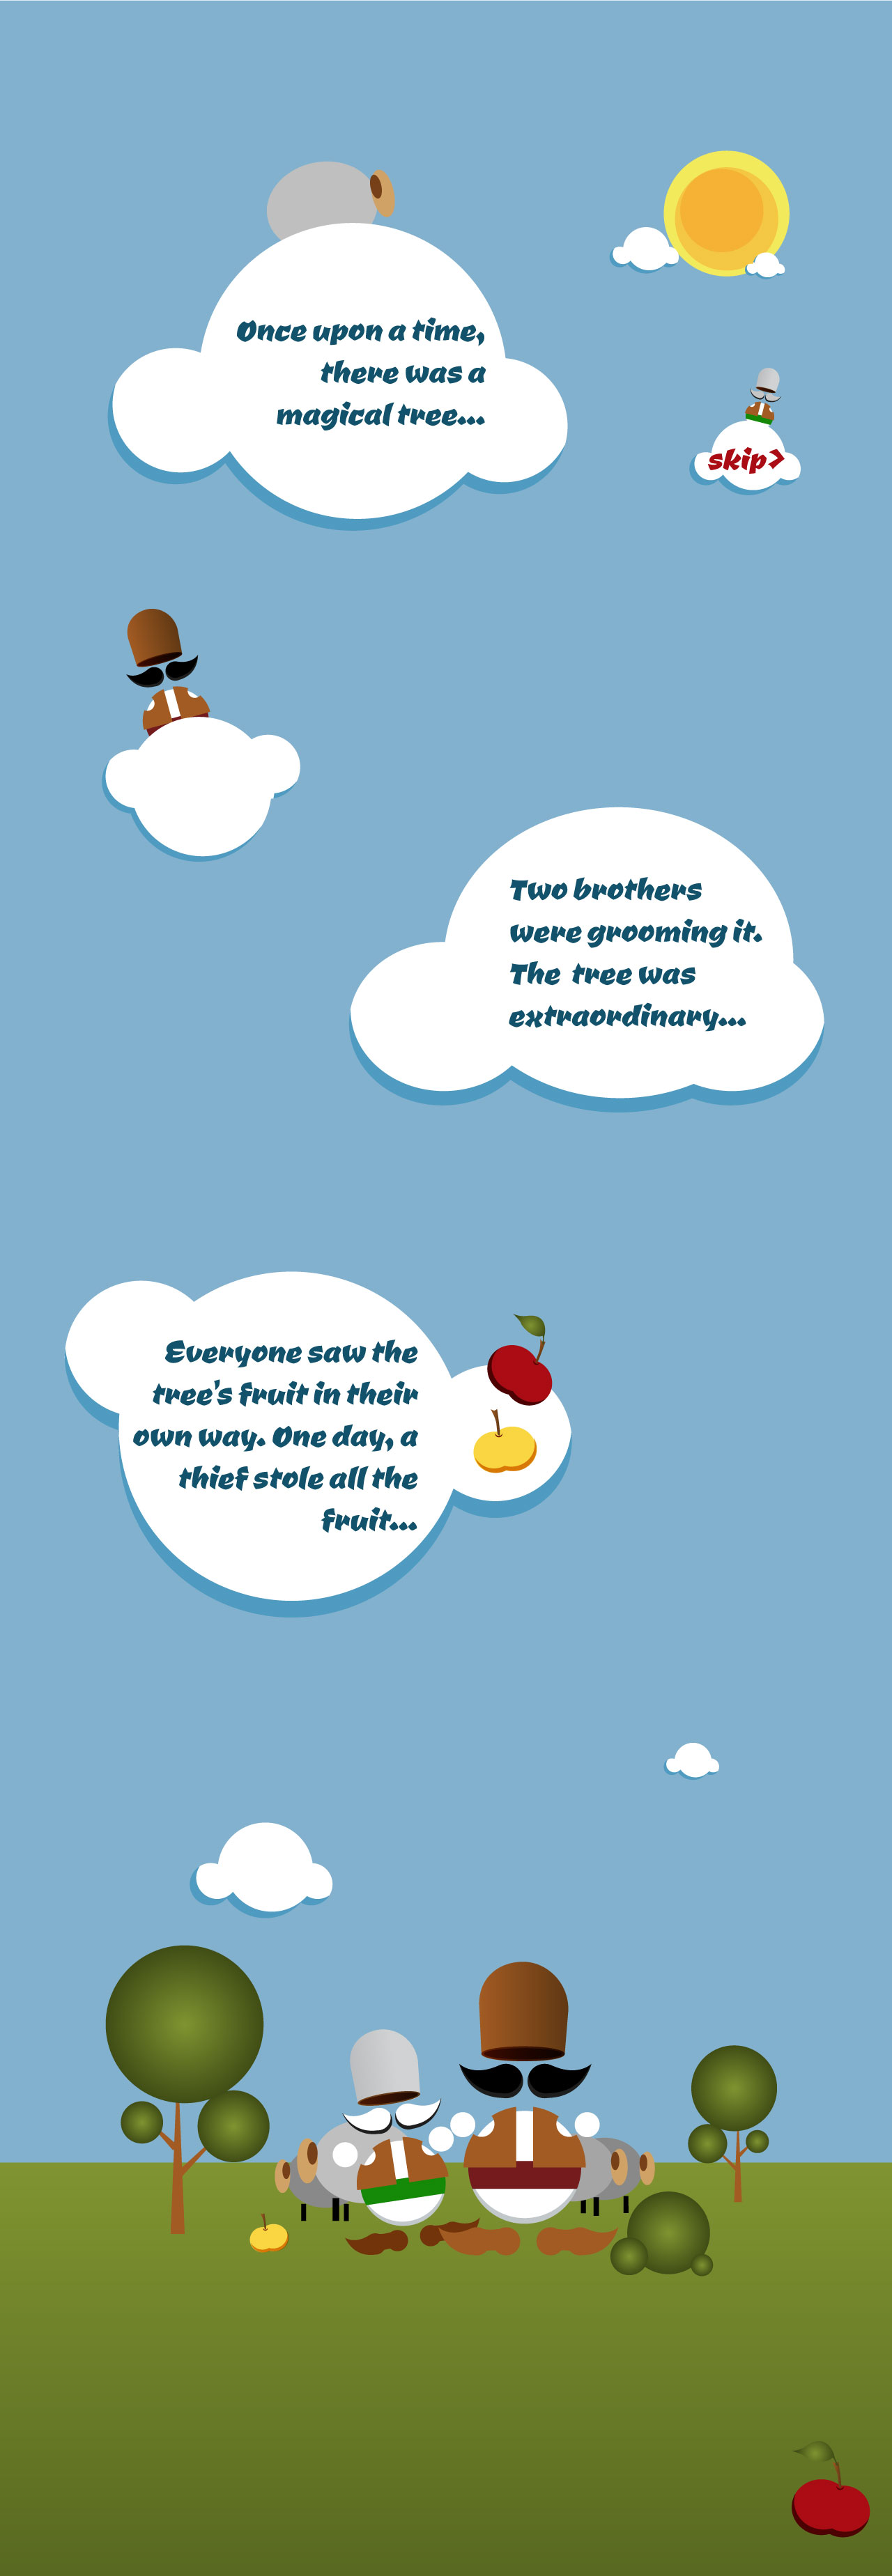 Once upon a time,
there was a
magical tree...
skip>
Two brothers
were grooming it.
The tree was
extraordinary...
Everyone saw the
tree's fruit in their
own way. One day, a
thief stole all the
fruit...